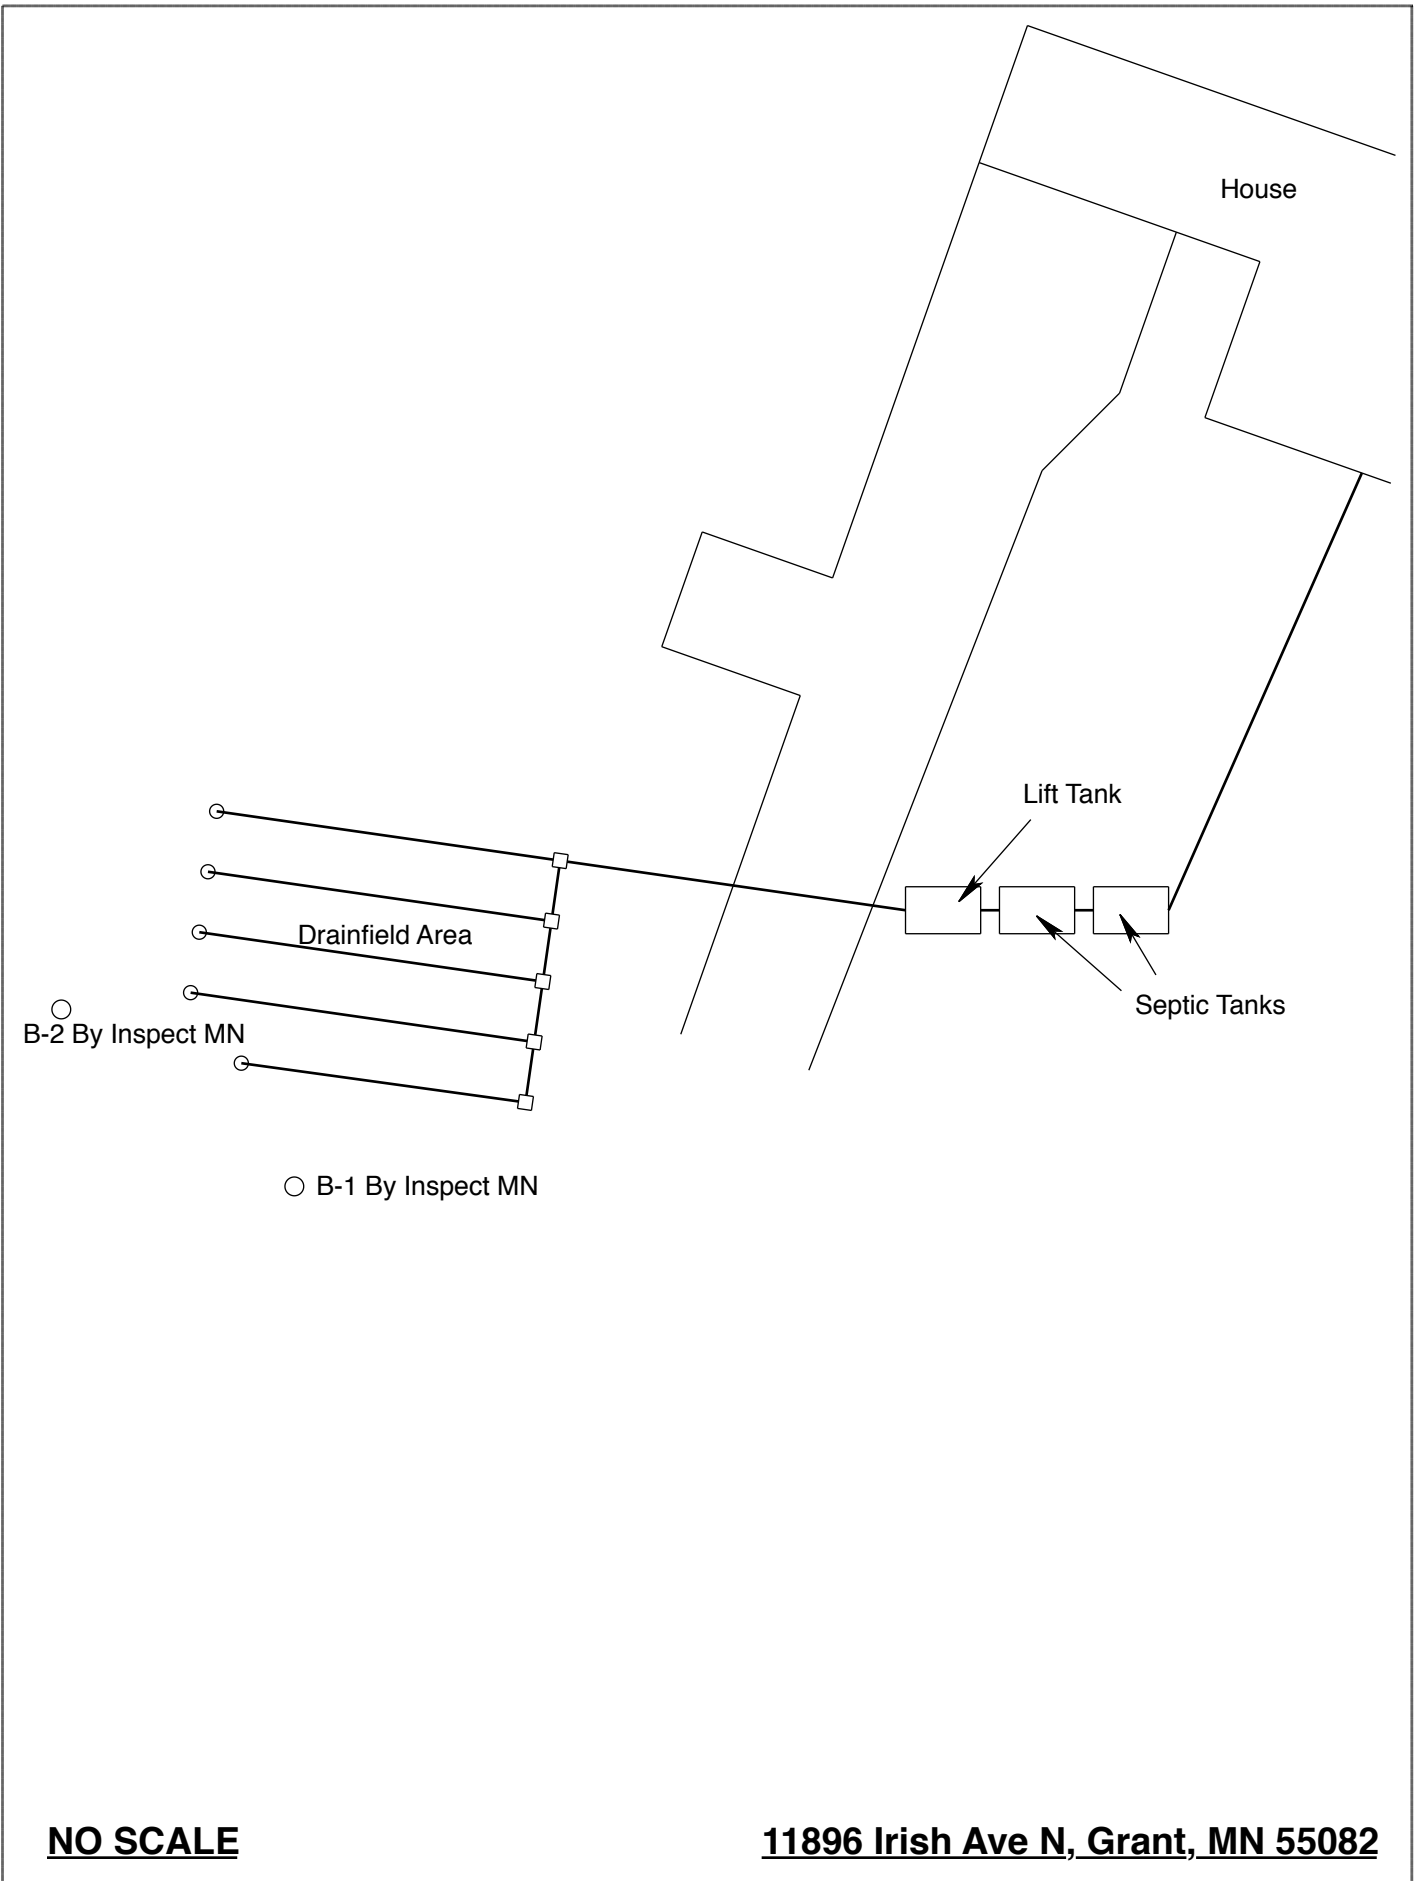 House
Lift Tank
Drainfield Area
Septic Tanks
B-2 By Inspect MN
B-1 By Inspect MN
NO SCALE
11896 Irish Ave N, Grant, MN 55082